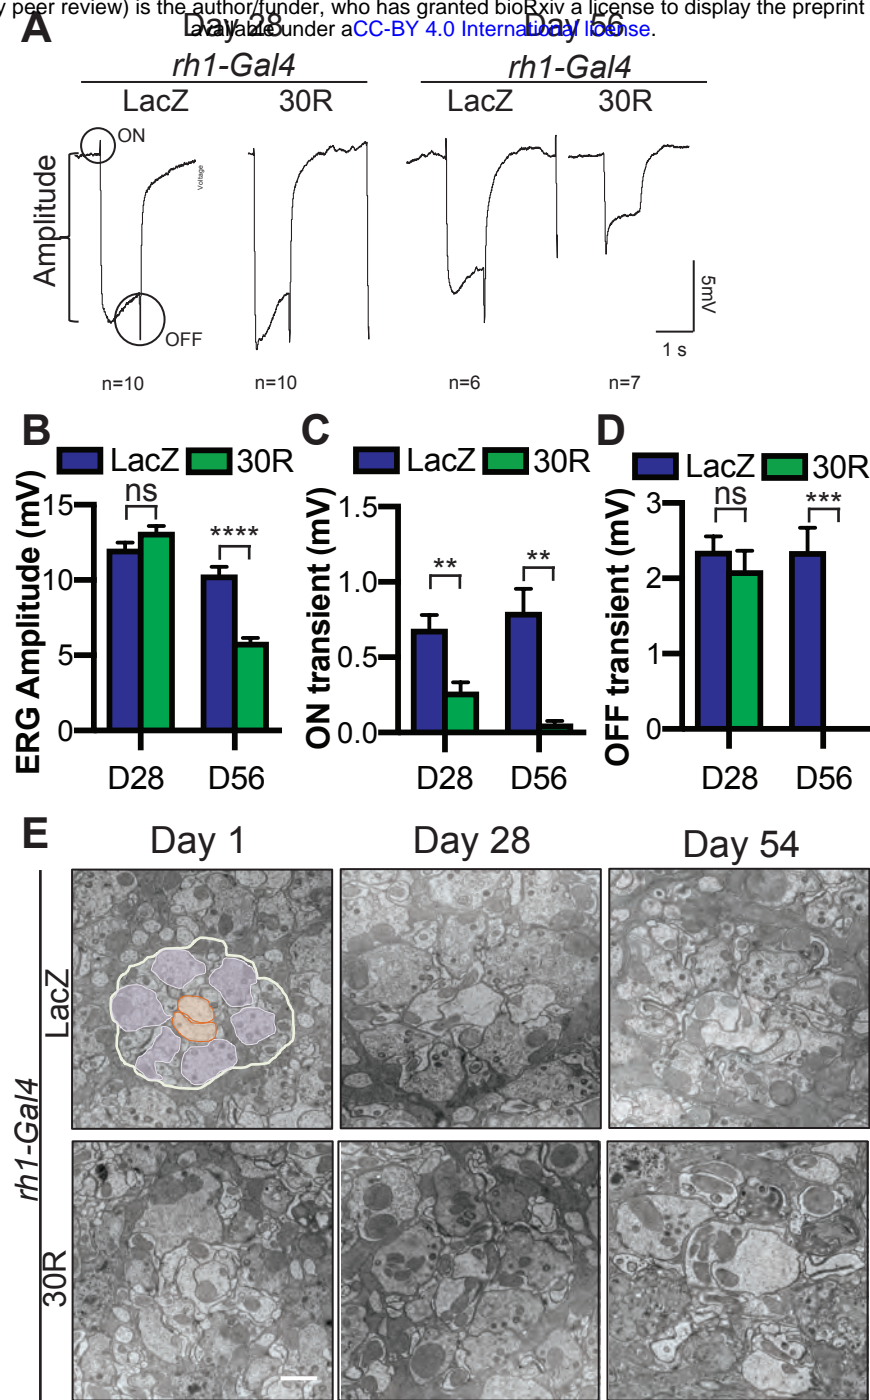 y peer review) is the author/funder, who has granted bioRxiv a license to display the preprint
available under aCC-BY 4.0 International license.
A
Day 28
Day 56
rh1-Gal4
rh1-Gal4
LacZ
30R
LacZ
30R
ON
Voltage
Amplitude
OFF
5mV
1 s
n=10
n=10
n=6
n=7
B
LacZ
30R
ERG Amplitude (mV)
15
10
5
0
ns
****
D28
D56
C
LacZ
30R
ON transient (mV)
1.5
1.0
0.5
0.0
**
**
D28
D56
D
LacZ
30R
OFF transient (mV)
3
2
1
0
ns
***
D28
D56
E
Day 1
Day 28
Day 54
rh1-Gal4
LacZ
30R